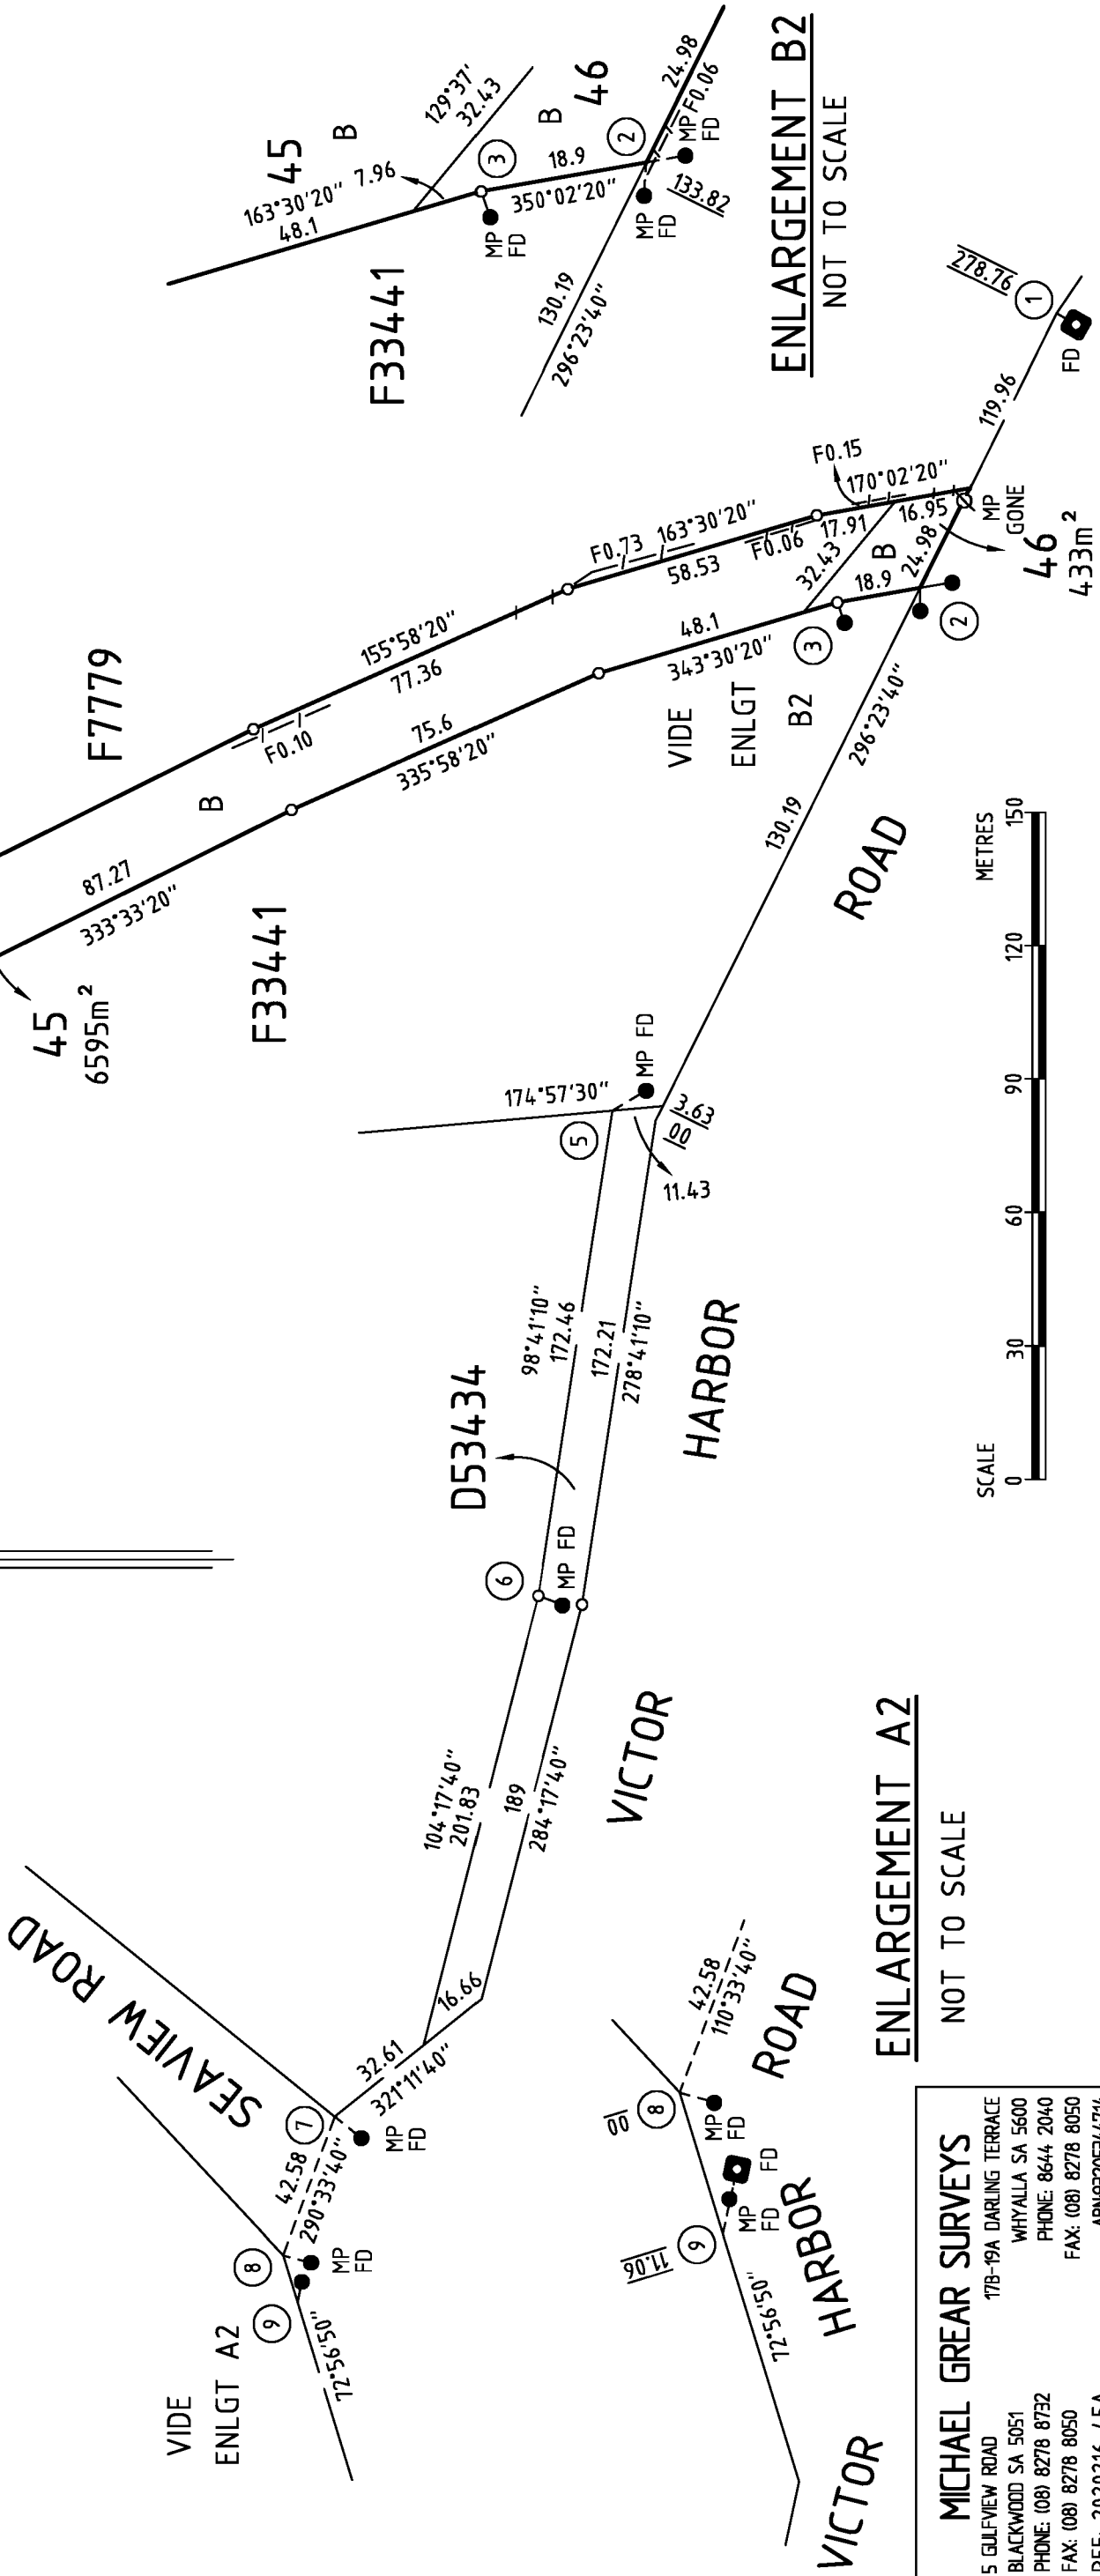 SEAVIEW ROAD
VIDE
ENLGT A2
9
8
7
42.58
290°33'40"
72°56'50"
MP
FD
MP
FD
32.61
321°11'40"
16.66
104°17'40"
201.83
189
284°17'40"
6
MP FD
D53434
98°41'10"
172.46
172.21
278°41'10"
5
174°57'30"
MP FD
11.43
3.63
00
VICTOR
HARBOR
ROAD
45
6595m²
F33441
F7779
B
87.27
333°33'20"
75.6
335°58'20"
155°58'20"
77.36
F0.10
VIDE
ENLGT
B2
48.1
343°30'20"
3
F0.73
163°30'20"
58.53
F0.06
F0.15
170°02'20"
17.91
16.95
32.43
B
18.9
24.98
2
MP
GONE
46
433m²
130.19
296°23'40"
119.96
278.76
1
FD
F33441
45
B
163°30'20"
7.96
48.1
129°37'
32.43
3
B
46
MP
FD
18.9
350°02'20"
2
24.98
F0.06
MP
FD
MP
FD
133.82
130.19
296°23'40"
ENLARGEMENT B2
NOT TO SCALE
SCALE
METRES
0
30
60
90
120
150
VICTOR
HARBOR
ROAD
72°56'50"
11.06
9
MP
FD
FD
00
8
MP
FD
42.58
110°33'40"
ENLARGEMENT A2
NOT TO SCALE
MICHAEL GREAR SURVEYS
5 GULFVIEW ROAD
BLACKWOOD SA 5051
PHONE: (08) 8278 8732
FAX: (08) 8278 8050
17B-19A DARLING TERRACE
WHYALLA SA 5600
PHONE: 8644 2040
FAX: (08) 8278 8050